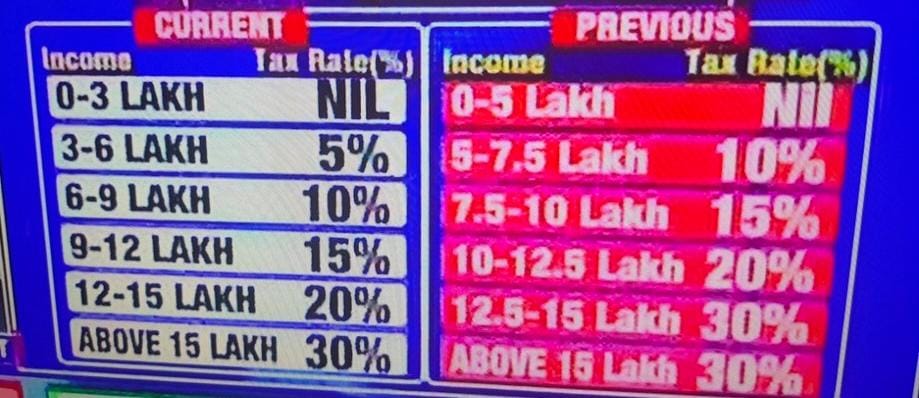 CURRENT
Income Tax Rate(%)
0-3 LAKH NIL
3-6 LAKH 5%
6-9 LAKH 10%
9-12 LAKH 15%
12-15 LAKH 20%
ABOVE 15 LAKH 30%
PREVIOUS
Income Tax Rate(%)
0-5 Lakh Nil
5-7.5 Lakh 10%
7.5-10 Lakh 15%
10-12.5 Lakh 20%
12.5-15 Lakh 30%
ABOVE 15 Lakh 30%